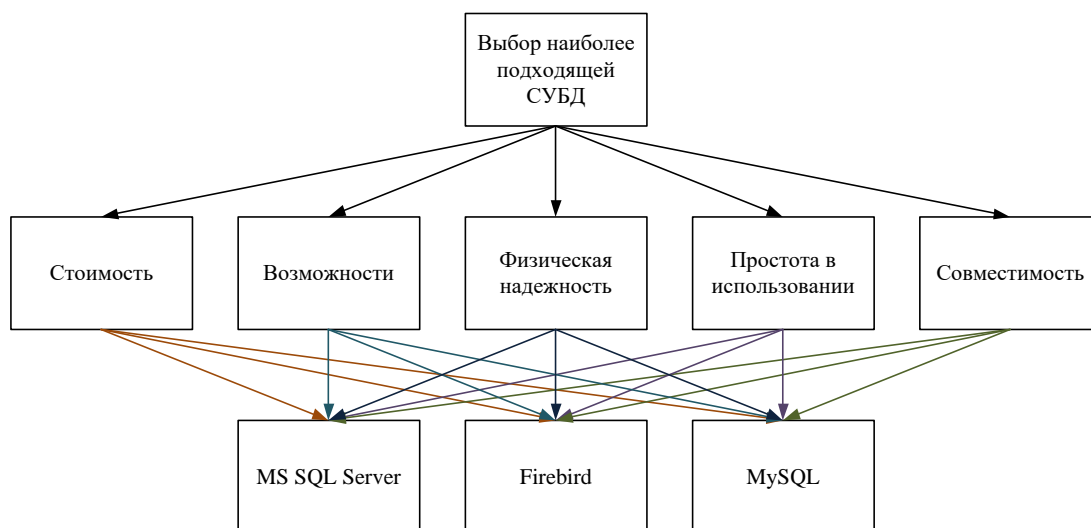 Выбор наиболее
подходящей
СУБД
Стоимость
Возможности
Физическая
надежность
Простота в
использовании
Совместимость
MS SQL Server
Firebird
MySQL